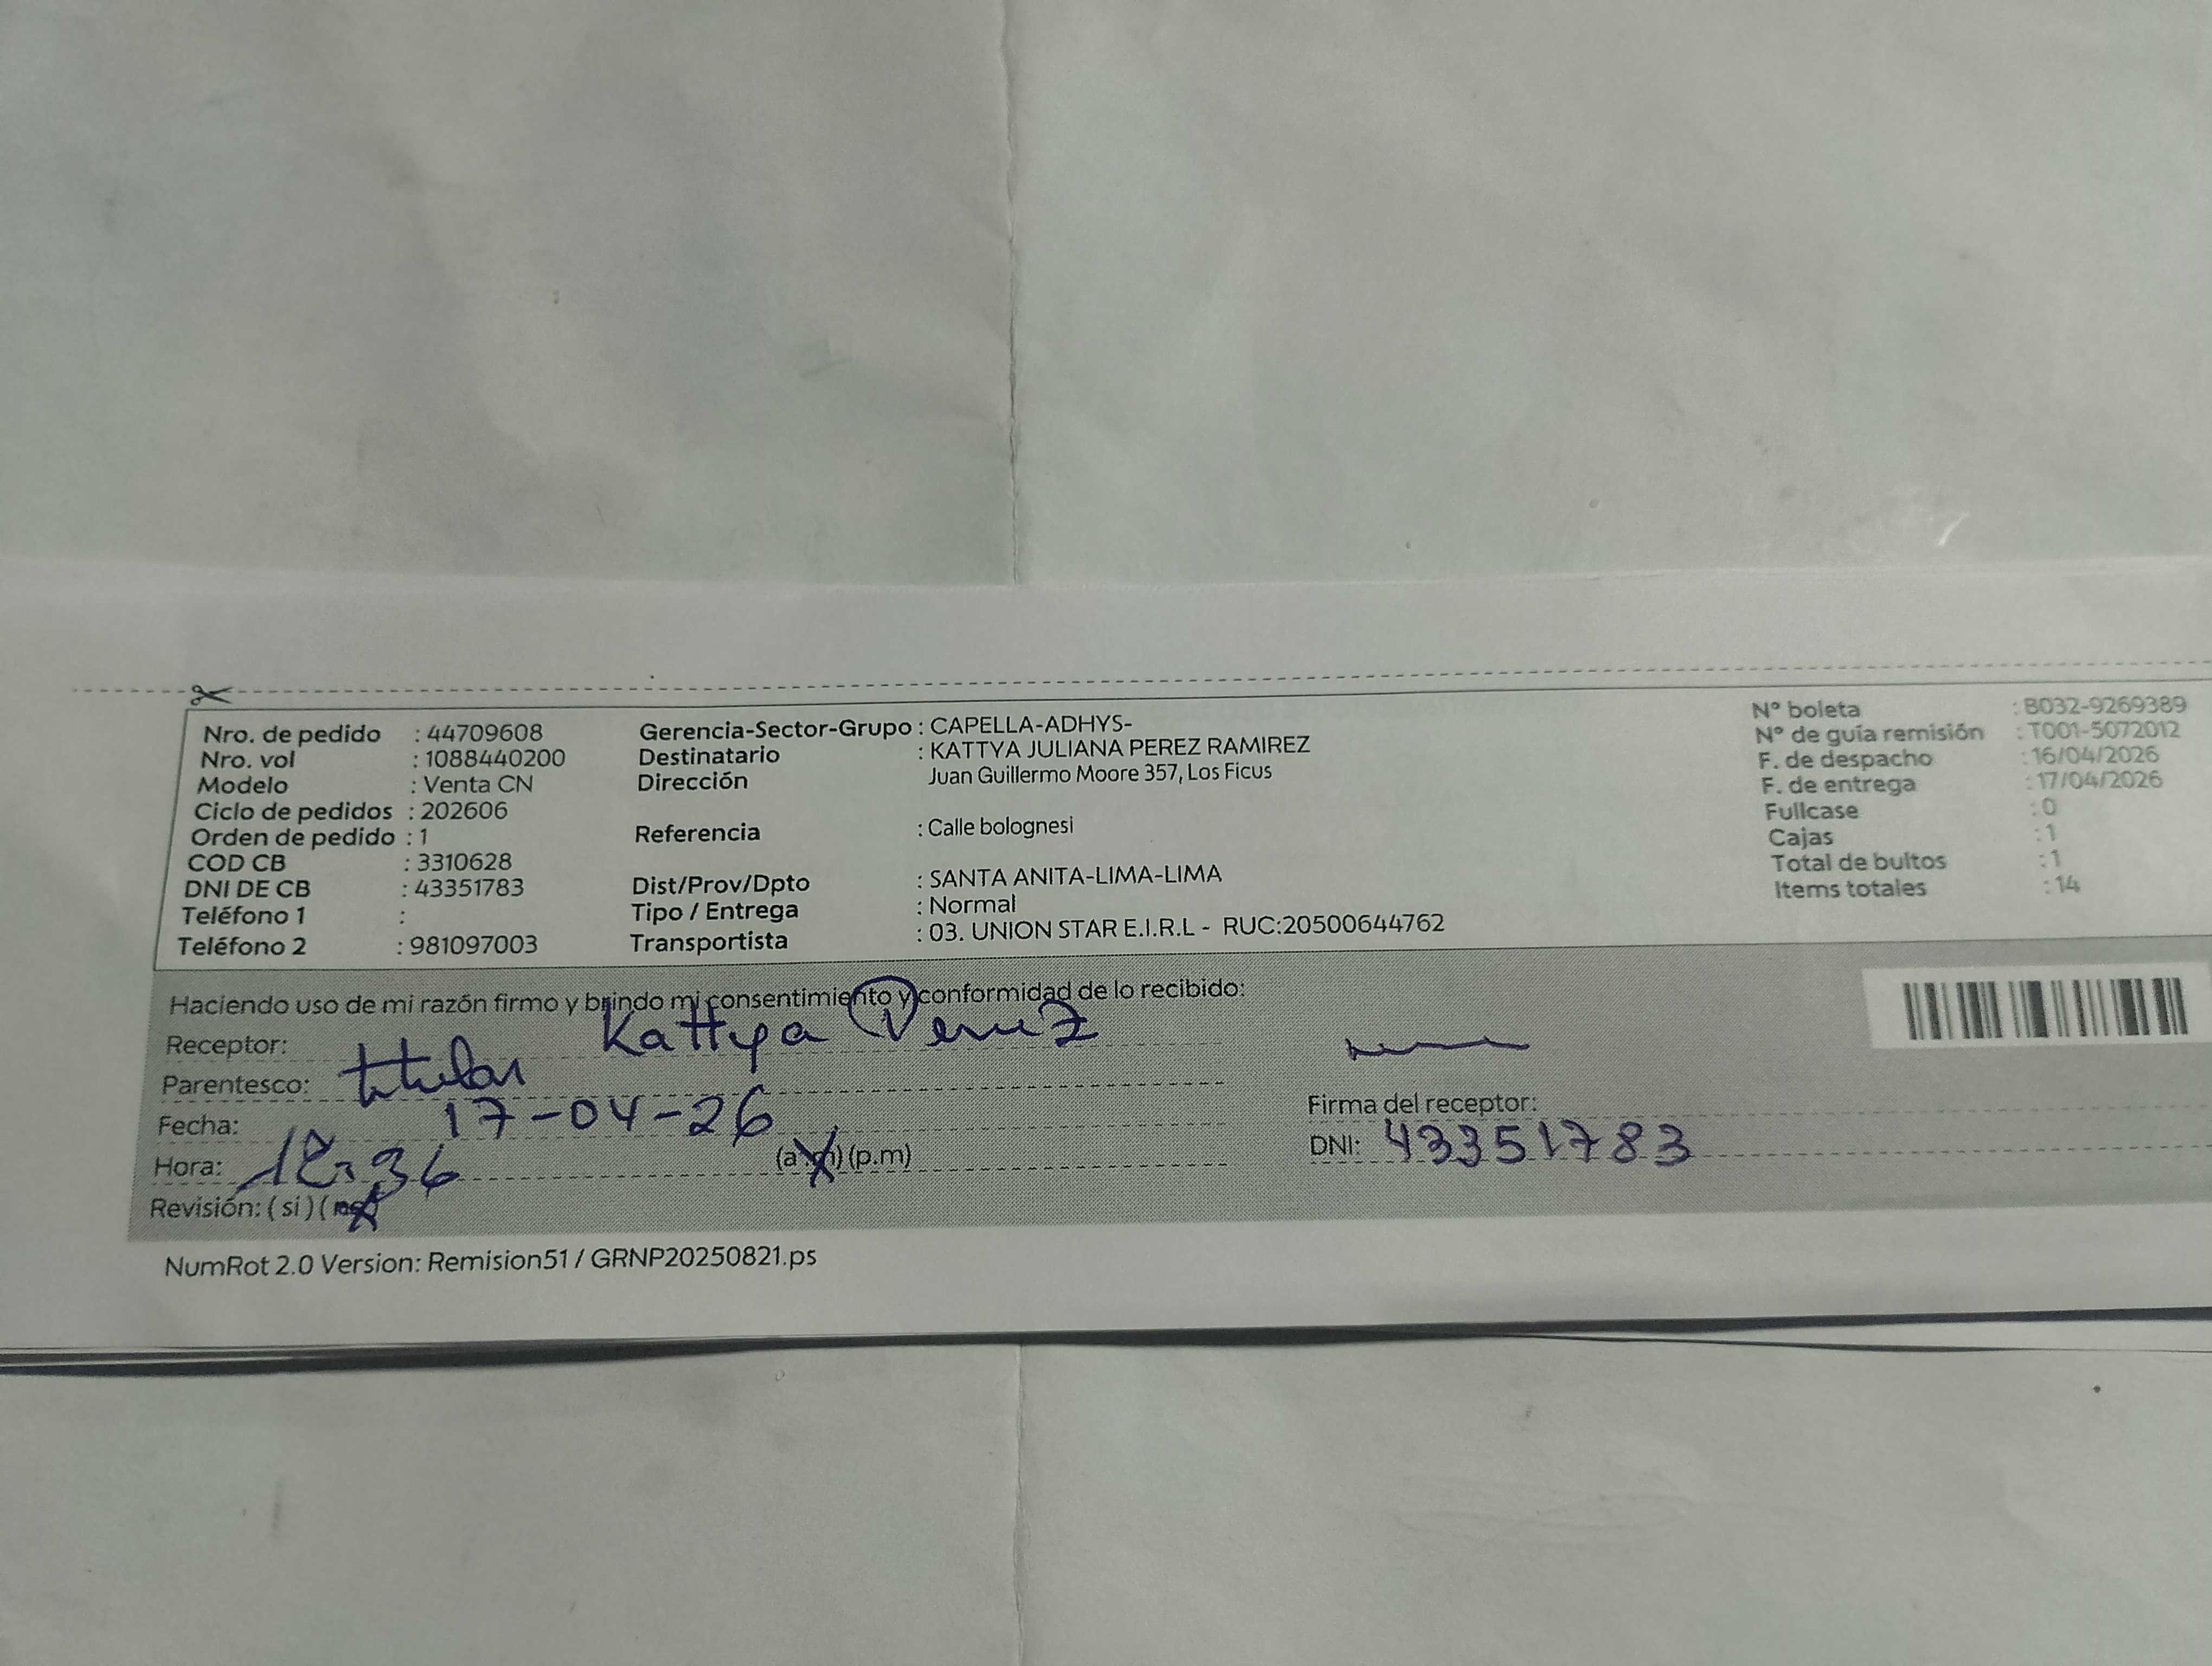 Nro. de pedido : 44709608
Nro. vol : 1088440200
Modelo : Venta CN
Ciclo de pedidos : 202606
Orden de pedido : 1
COD CB : 3310628
DNI DE CB : 43351783
Teléfono 1 :
Teléfono 2 : 981097003
Gerencia-Sector-Grupo : CAPELLA-ADHYS-
Destinatario : KATTYA JULIANA PEREZ RAMIREZ
Dirección Juan Guillermo Moore 357, Los Ficus
Referencia : Calle bolognesi
Dist/Prov/Dpto : SANTA ANITA-LIMA-LIMA
Tipo / Entrega : Normal
Transportista : 03. UNION STAR E.I.R.L - RUC:20500644762
N° boleta : B032-9269389
N° de guía remisión : T001-5072012
F. de despacho : 16/04/2026
F. de entrega : 17/04/2026
Fullcase : 0
Cajas : 1
Total de bultos : 1
Items totales : 14
Haciendo uso de mi razón firmo y brindo mi consentimiento y conformidad de lo recibido:
Receptor: Kattya Perez
Parentesco: titular
Fecha: 17-04-26
Hora: 12:36 (a.m) (p.m)
Revisión: ( si ) ( no )
Firma del receptor:
DNI: 43351783
NumRot 2.0 Version: Remision51 / GRNP20250821.ps